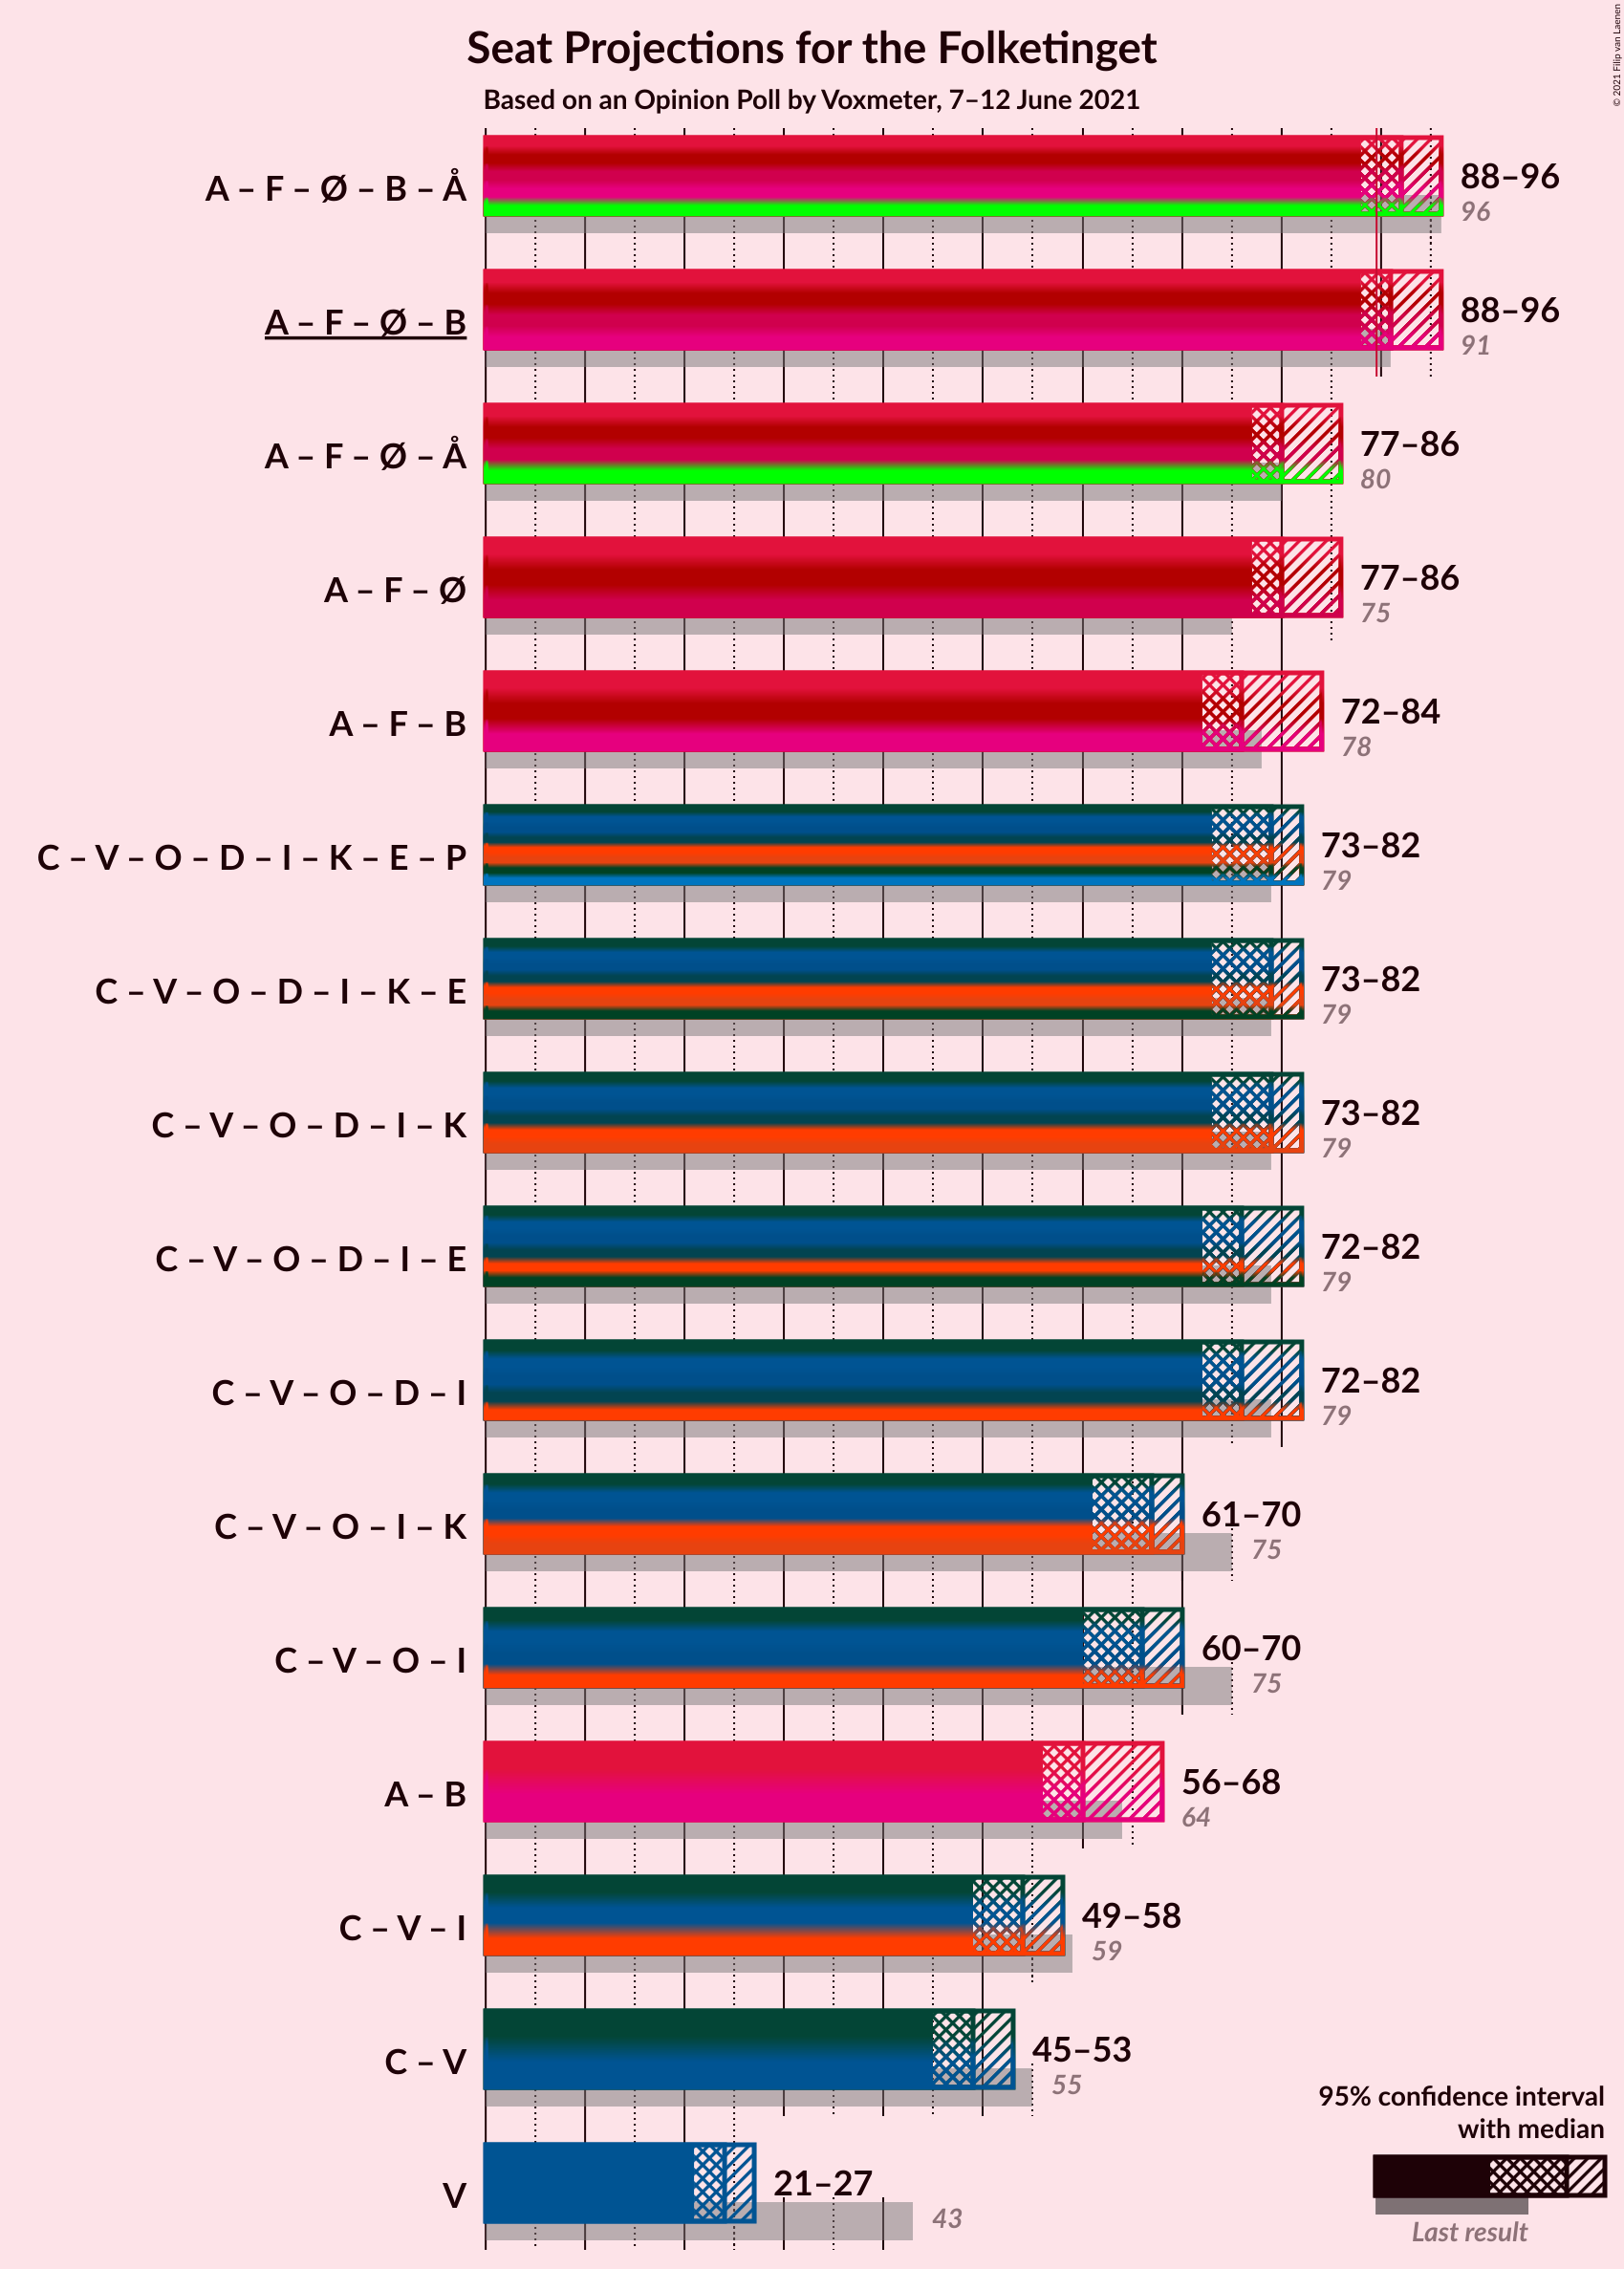 Seat Projections for the Folketinget
Based on an Opinion Poll by Voxmeter, 7–12 June 2021
© 2021 Filip van Laenen
A – F – Ø – B – Å
88–96
96
A – F – Ø – B
88–96
91
A – F – Ø – Å
77–86
80
A – F – Ø
77–86
75
A – F – B
72–84
78
C – V – O – D – I – K – E – P
73–82
79
C – V – O – D – I – K – E
73–82
79
C – V – O – D – I – K
73–82
79
C – V – O – D – I – E
72–82
79
C – V – O – D – I
72–82
79
C – V – O – I – K
61–70
75
C – V – O – I
60–70
75
A – B
56–68
64
C – V – I
49–58
59
C – V
45–53
55
V
21–27
43
95% confidence interval
with median
Last result